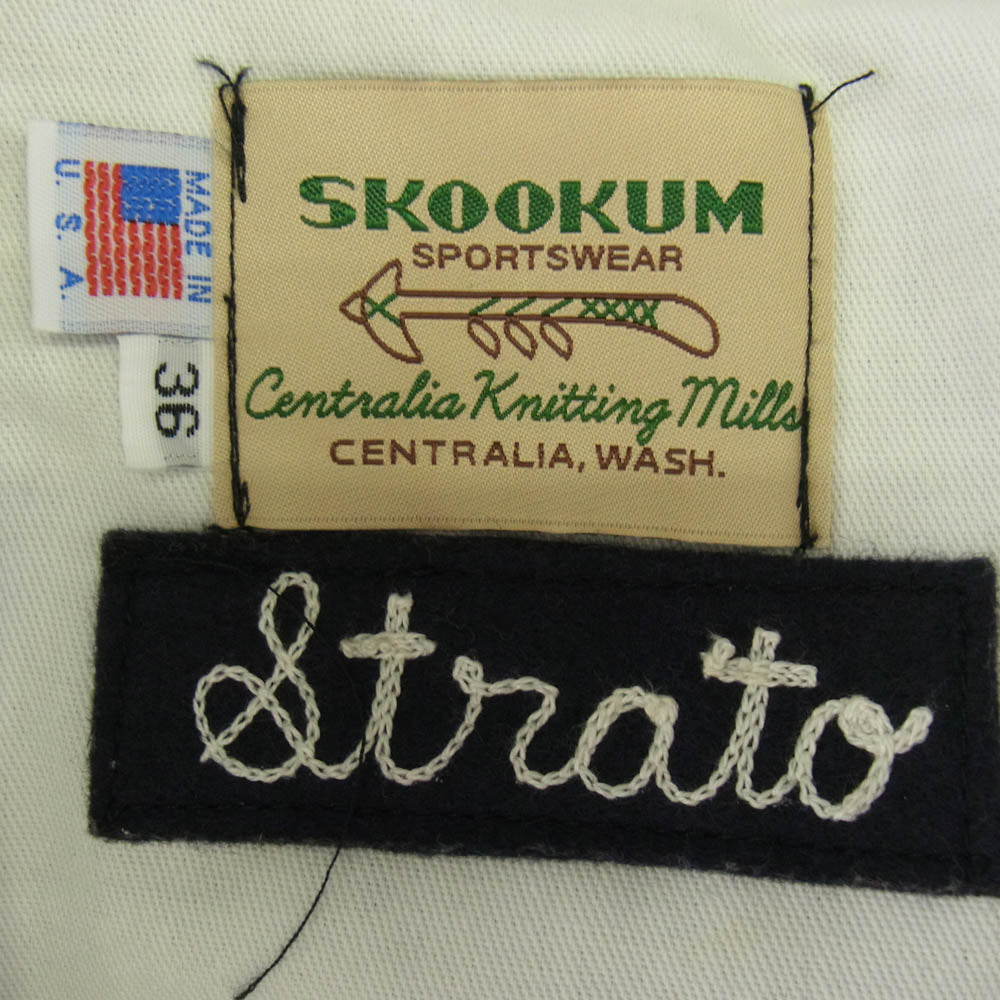 MADE IN
U.S.A.
36
SKOOKUM
SPORTSWEAR
Centralia Knitting Mills
CENTRALIA, WASH.
Strato